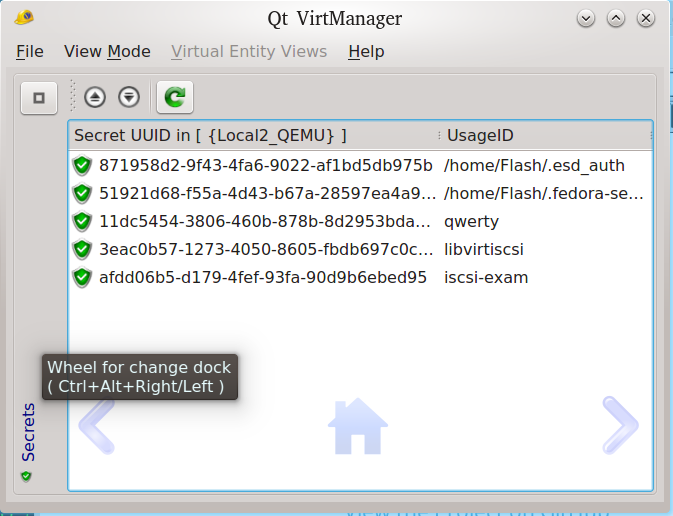 Qt VirtManager
File View Mode Virtual Entity Views Help
Secret UUID in [ {Local2_QEMU} ] UsageID
871958d2-9f43-4fa6-9022-af1bd5db975b /home/Flash/.esd_auth
51921d68-f55a-4d43-b67a-28597ea4a9... /home/Flash/.fedora-se...
11dc5454-3806-460b-878b-8d2953bda... qwerty
3eac0b57-1273-4050-8605-fbdb697c0c... libvirtiscsi
afdd06b5-d179-4fef-93fa-90d9b6ebed95 iscsi-exam
Wheel for change dock
( Ctrl+Alt+Right/Left )
Secrets